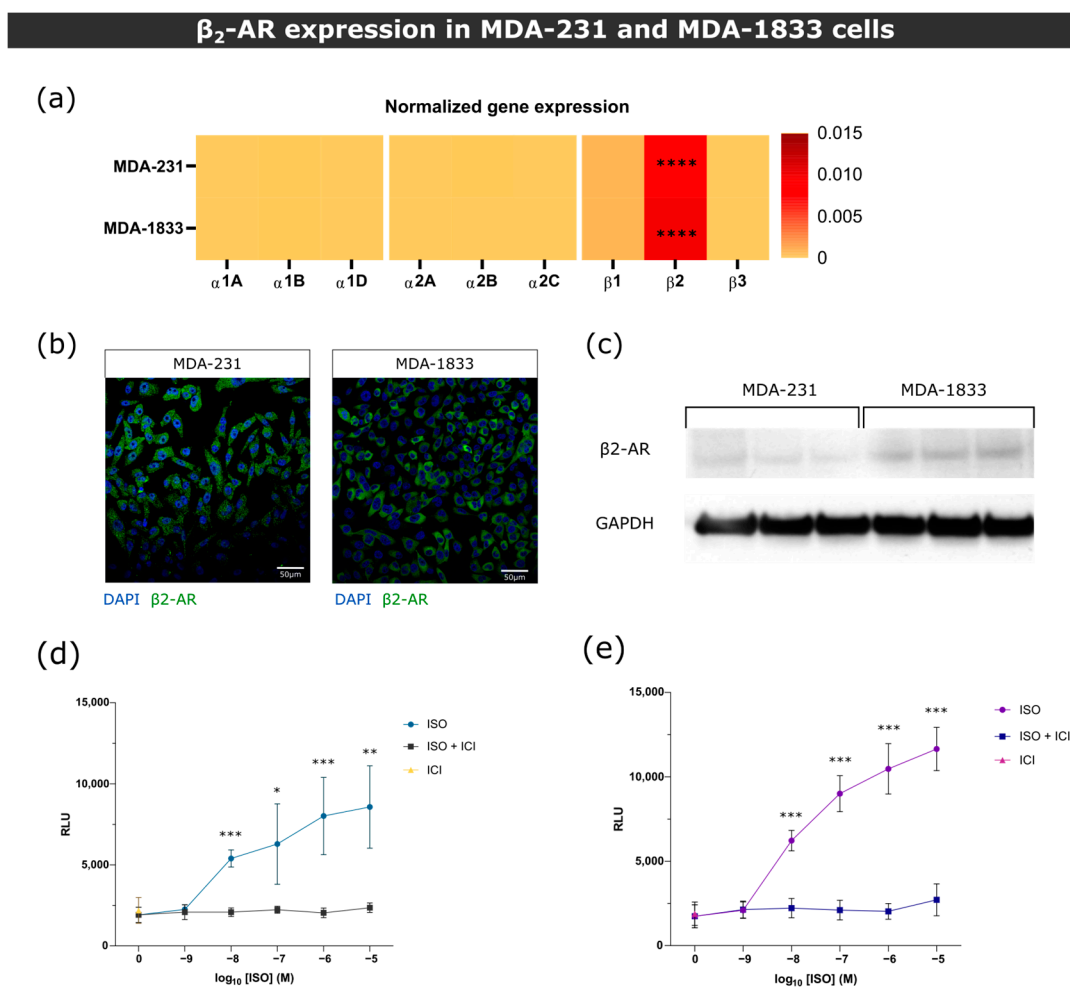 β₂-AR expression in MDA-231 and MDA-1833 cells
(a)
Normalized gene expression
MDA-231
MDA-1833
**** 
****
0.015
0.010
0.005
0
α1A α1B α1D α2A α2B α2C β1 β2 β3
(b)
MDA-231 MDA-1833
50μm 50μm
DAPI β2-AR DAPI β2-AR
(c)
MDA-231 MDA-1833
β2-AR
GAPDH
(d)
15,000
10,000
5,000
0
RLU
*** * *** **
ISO
ISO + ICI
ICI
0 −9 −8 −7 −6 −5
log₁₀ [ISO] (M)
(e)
15,000
10,000
5,000
0
RLU
*** *** *** ***
ISO
ISO + ICI
ICI
0 −9 −8 −7 −6 −5
log₁₀ [ISO] (M)